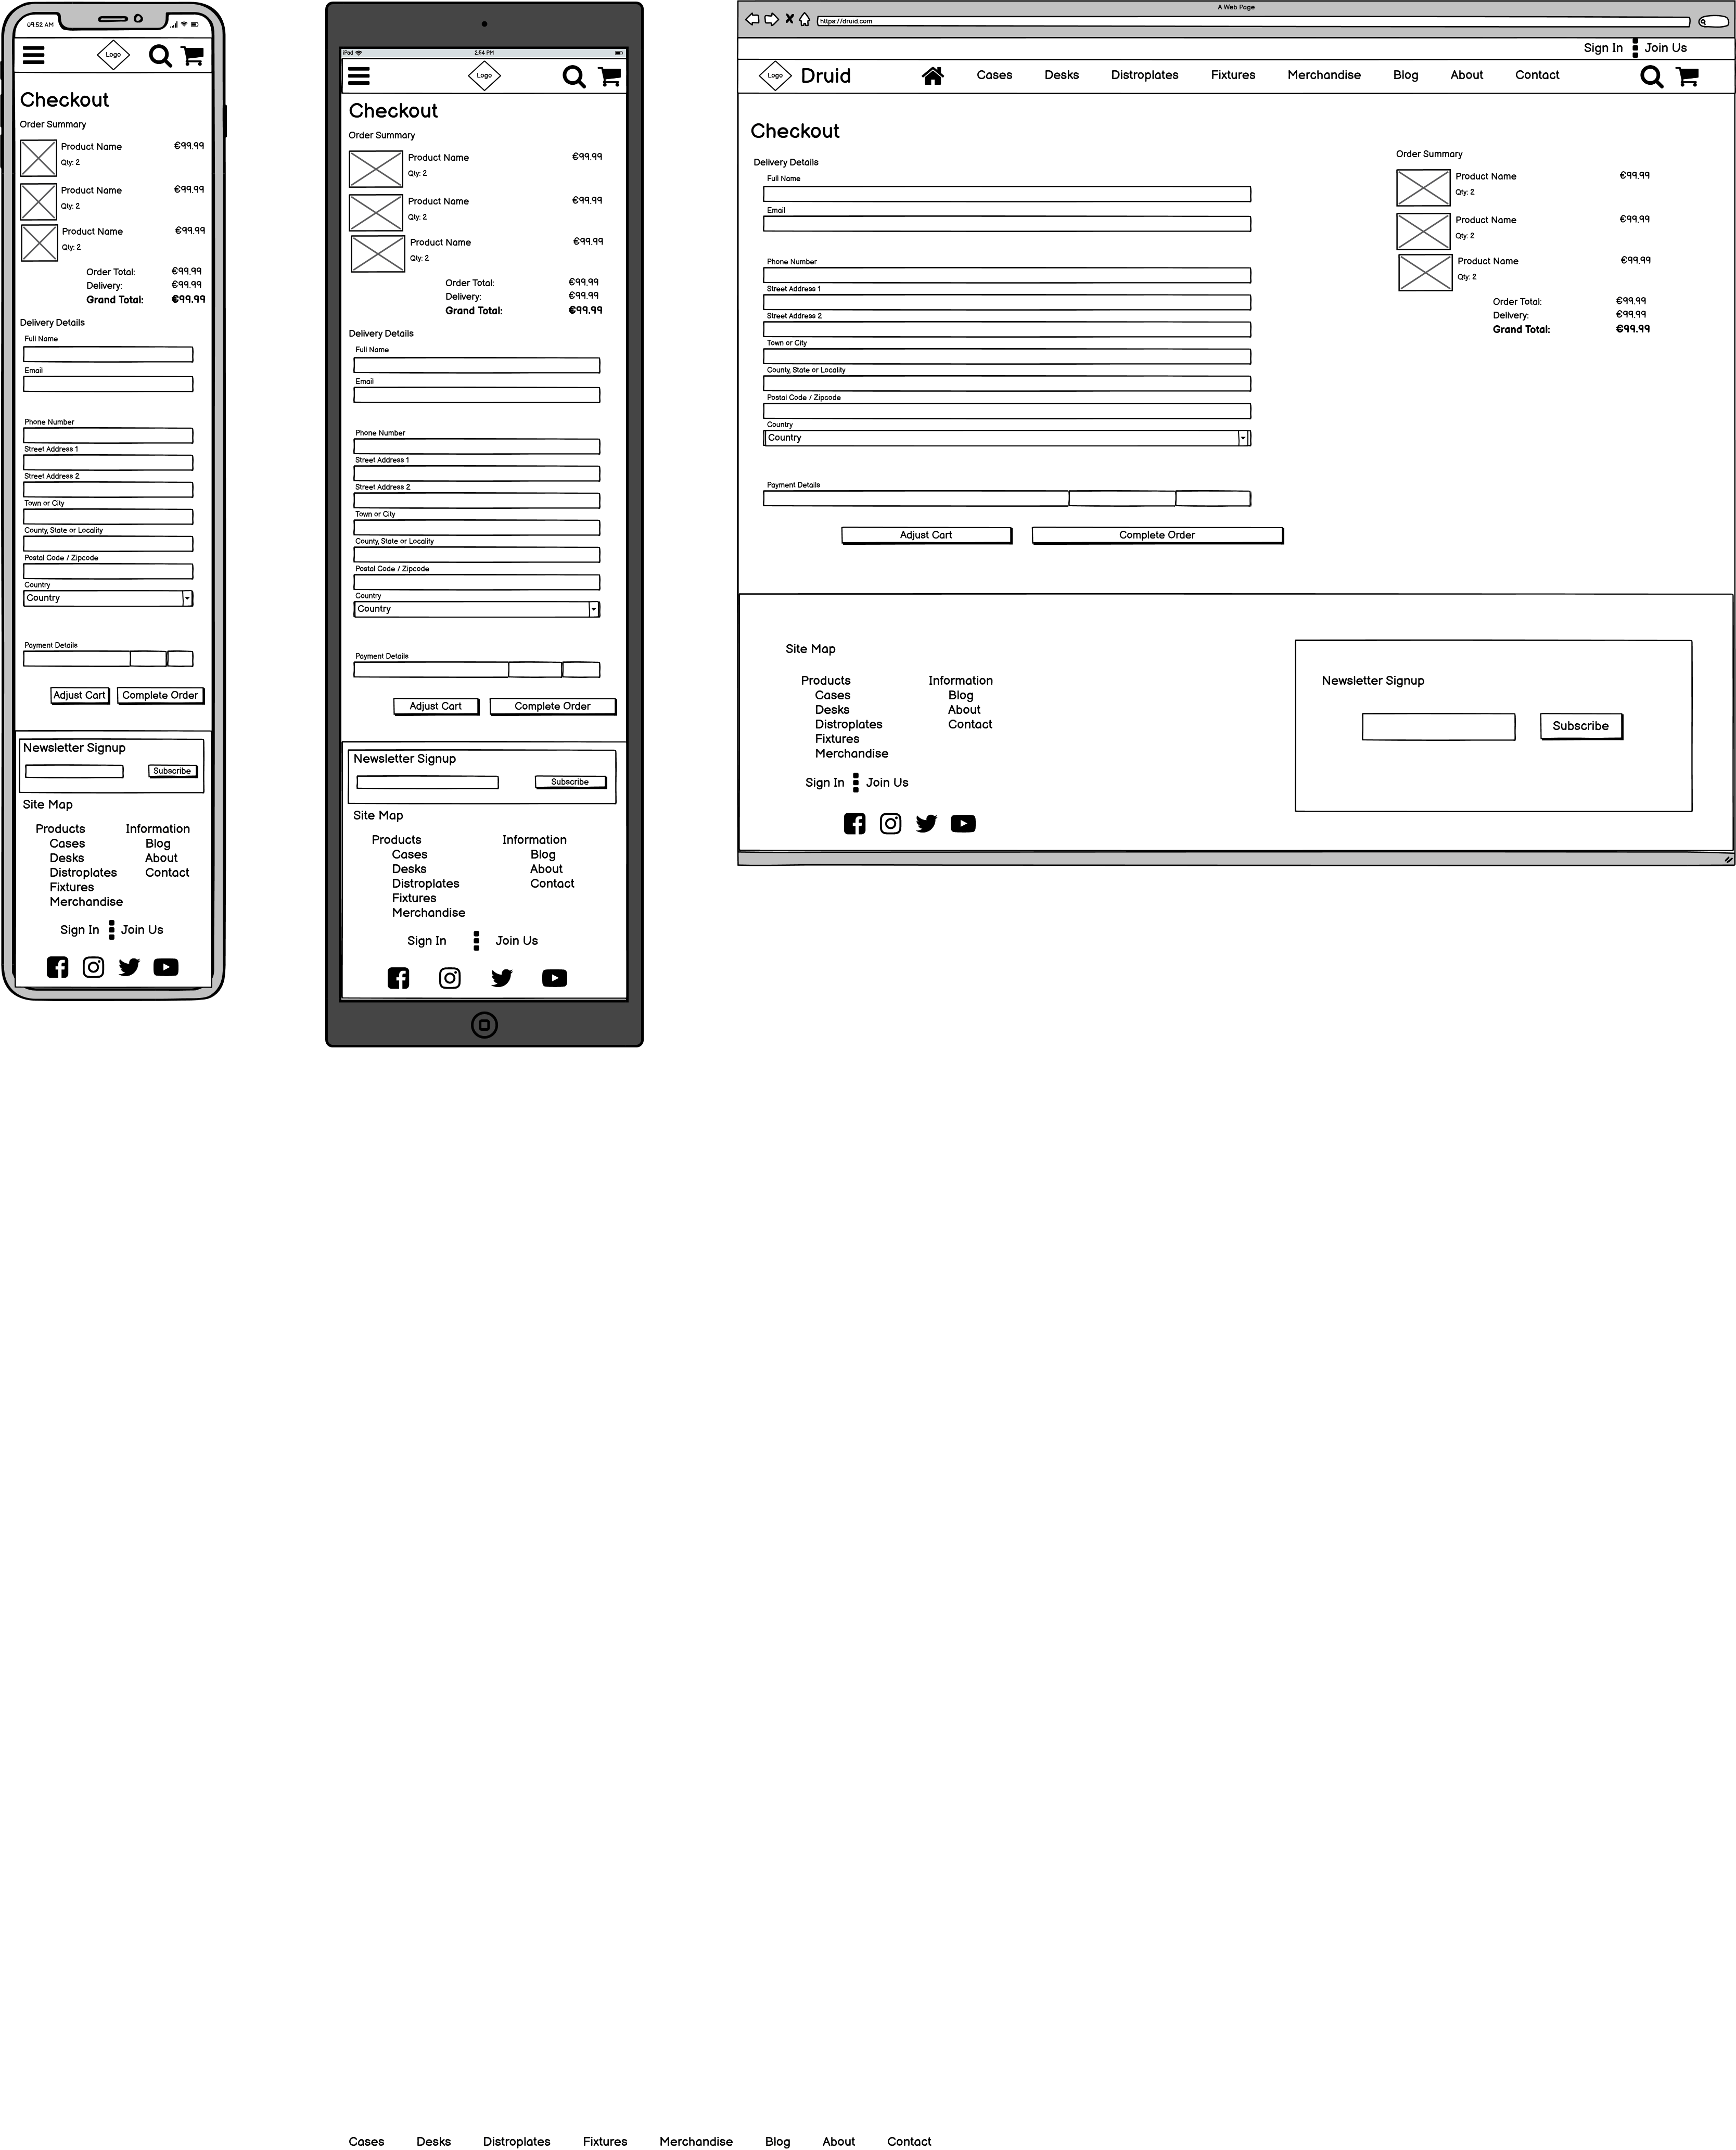 09:52 AM
Logo
Checkout
Order Summary
Product Name €99.99
Qty: 2
Product Name €99.99
Qty: 2
Product Name €99.99
Qty: 2
Order Total: €99.99
Delivery: €99.99
Grand Total: €99.99
Delivery Details
Full Name
Email
Phone Number
Street Address 1
Street Address 2
Town or City
County, State or Locality
Postal Code / Zipcode
Country
Country
Payment Details
Adjust Cart Complete Order
Newsletter Signup
Subscribe
Site Map
Products Information
Cases Blog
Desks About
Distroplates Contact
Fixtures
Merchandise
Sign In Join Us
iPad 2:54 PM
Logo
Checkout
Order Summary
Product Name €99.99
Qty: 2
Product Name €99.99
Qty: 2
Product Name €99.99
Qty: 2
Order Total: €99.99
Delivery: €99.99
Grand Total: €99.99
Delivery Details
Full Name
Email
Phone Number
Street Address 1
Street Address 2
Town or City
County, State or Locality
Postal Code / Zipcode
Country
Country
Payment Details
Adjust Cart Complete Order
Newsletter Signup
Subscribe
Site Map
Products Information
Cases Blog
Desks About
Distroplates Contact
Fixtures
Merchandise
Sign In Join Us
A Web Page
https://druid.com
Sign In Join Us
Logo Druid Cases Desks Distroplates Fixtures Merchandise Blog About Contact
Checkout
Delivery Details
Full Name
Email
Phone Number
Street Address 1
Street Address 2
Town or City
County, State or Locality
Postal Code / Zipcode
Country
Country
Payment Details
Adjust Cart Complete Order
Order Summary
Product Name €99.99
Qty: 2
Product Name €99.99
Qty: 2
Product Name €99.99
Qty: 2
Order Total: €99.99
Delivery: €99.99
Grand Total: €99.99
Site Map
Products Information
Cases Blog
Desks About
Distroplates Contact
Fixtures
Merchandise
Sign In Join Us
Newsletter Signup
Subscribe
Cases Desks Distroplates Fixtures Merchandise Blog About Contact